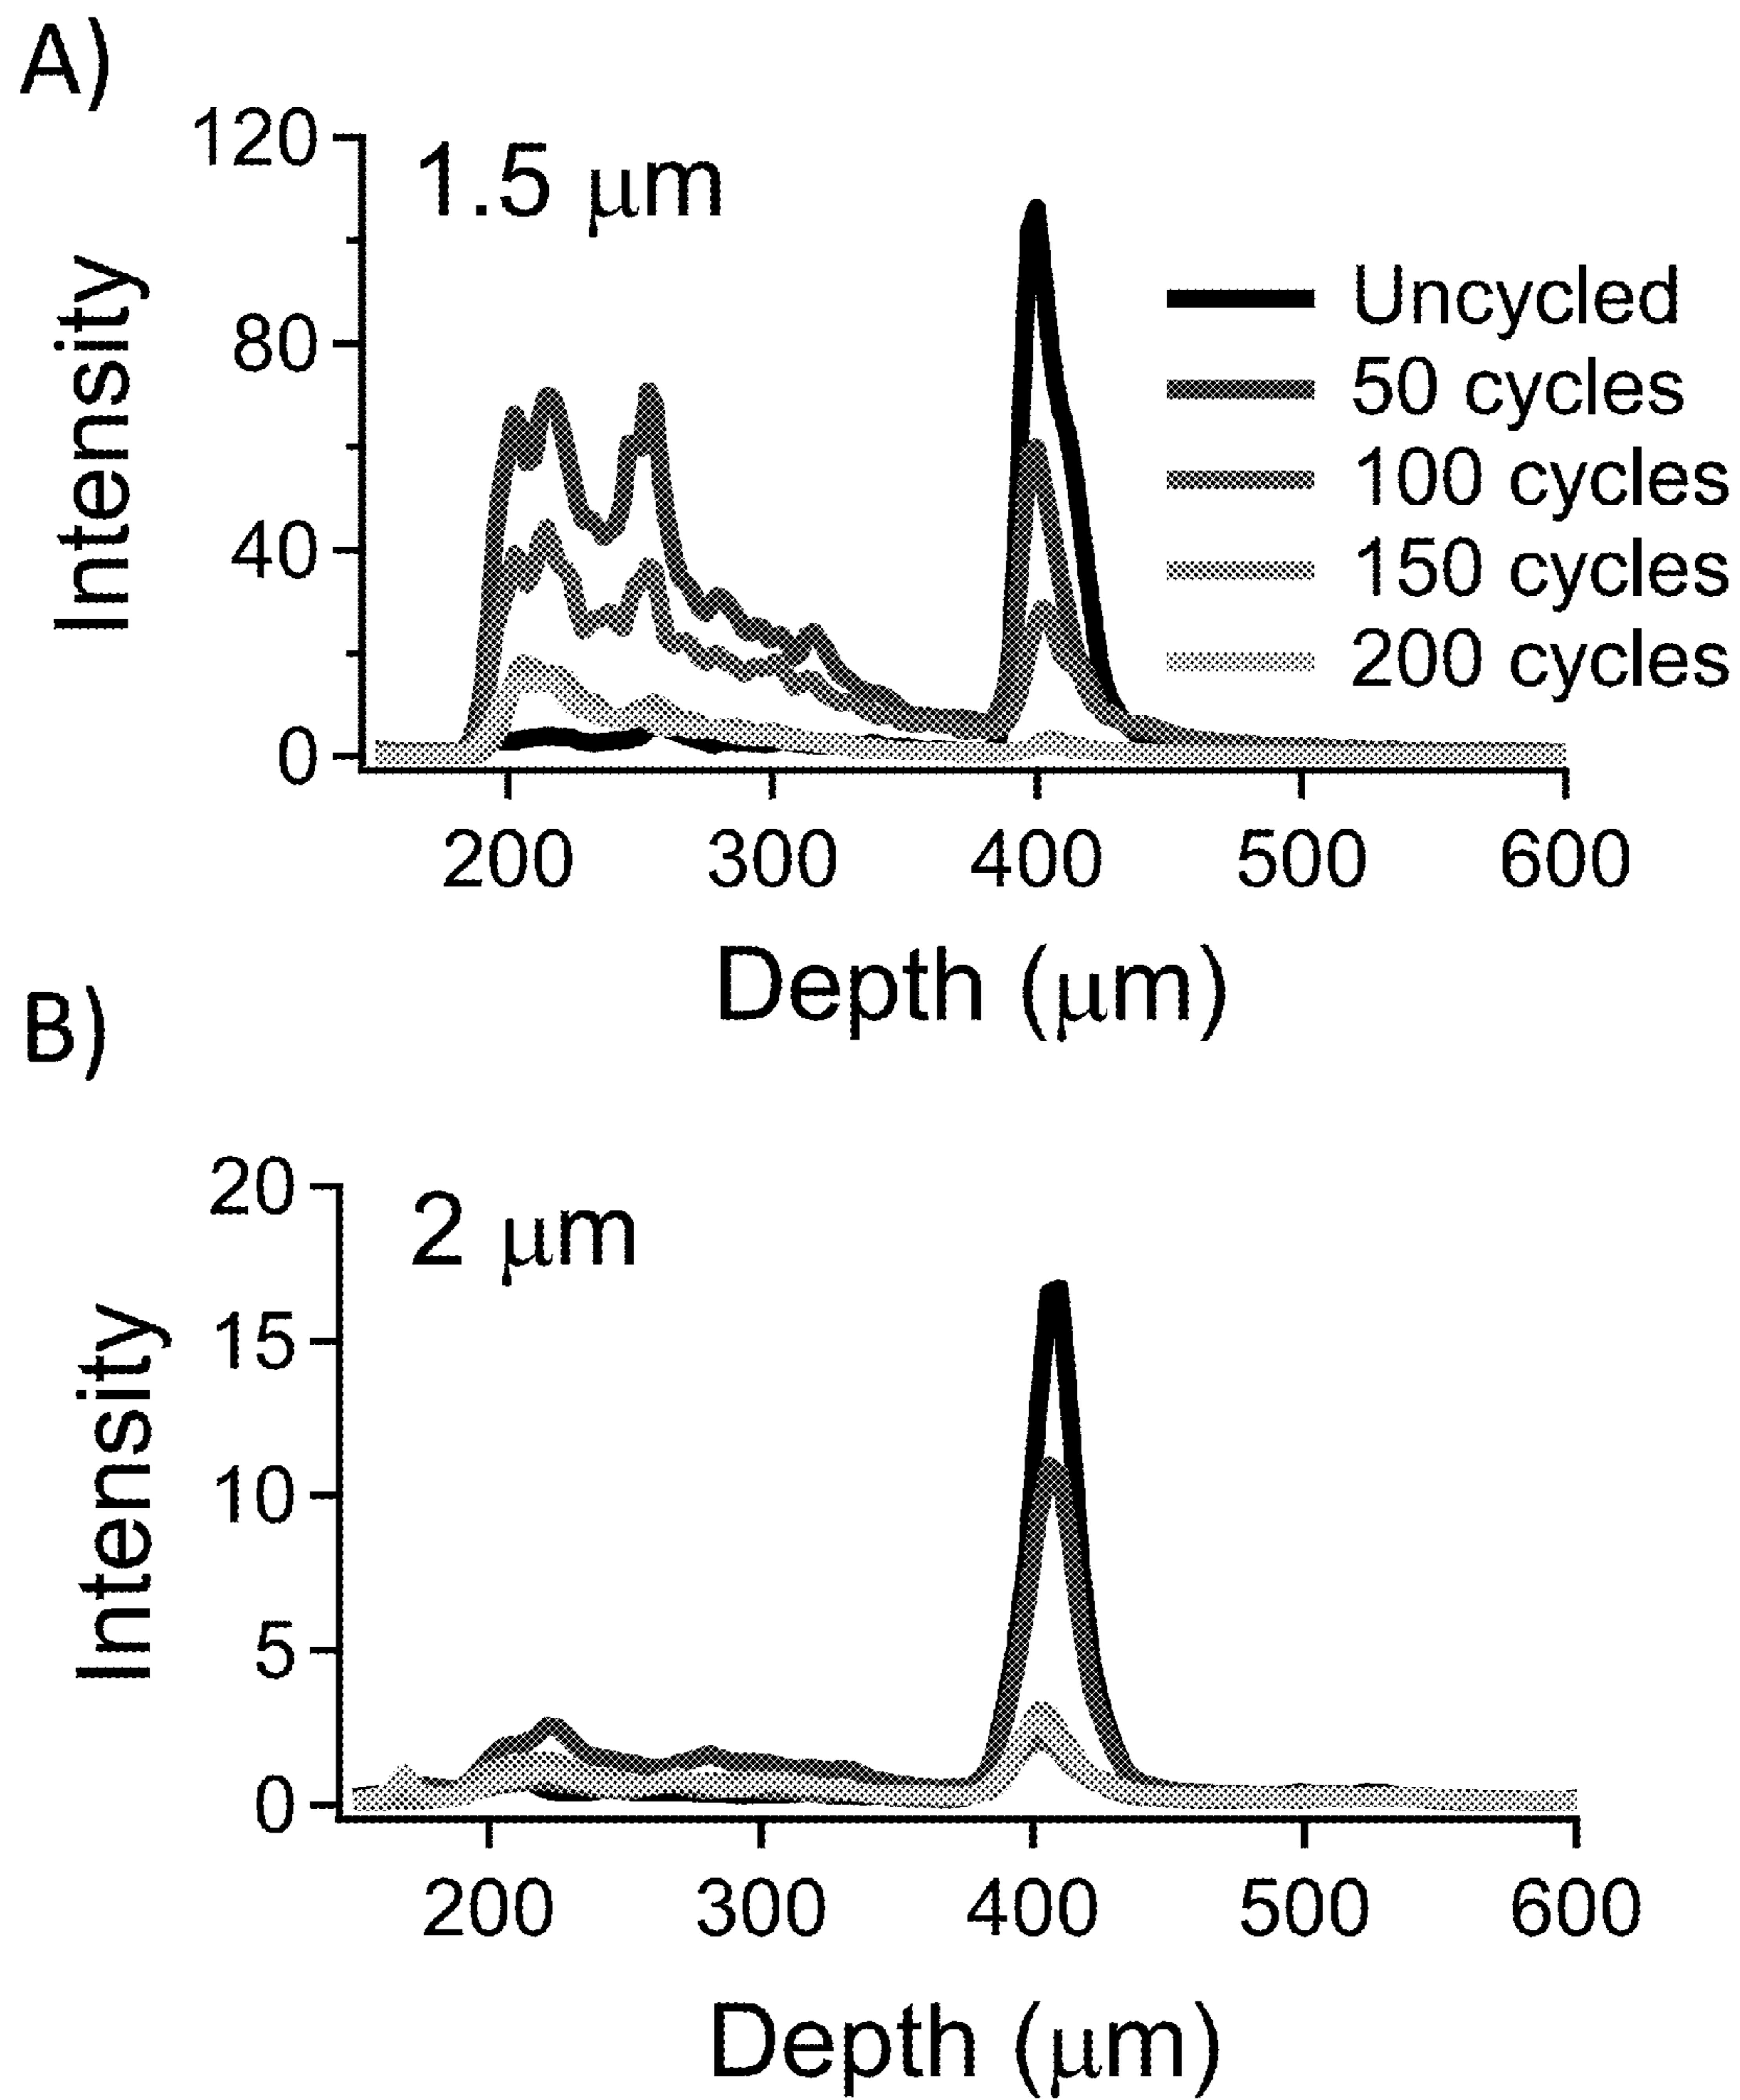 A)
120
80
40
0
Intensity
1.5 μm
Uncycled
50 cycles
100 cycles
150 cycles
200 cycles
200 300 400 500 600
Depth (μm)
B)
20
15
10
5
0
Intensity
2 μm
200 300 400 500 600
Depth (μm)